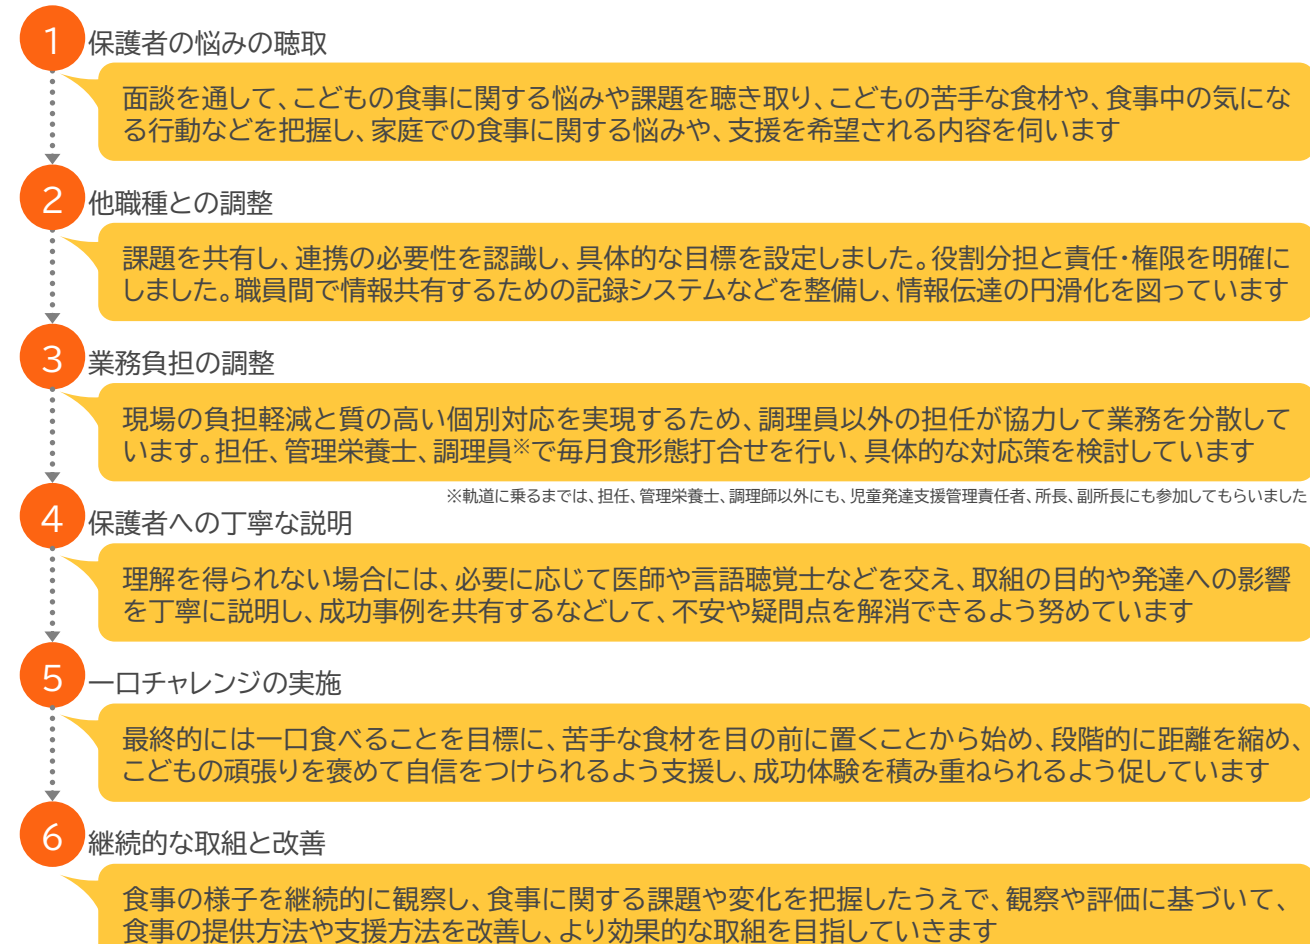 1 保護者の悩みの聴取
面談を通して、こどもの食事に関する悩みや課題を聴き取り、こどもの苦手な食材や、食事中の気にな
る行動などを把握し、家庭での食事に関する悩みや、支援を希望される内容を伺います
2 他職種との調整
課題を共有し、連携の必要性を認識し、具体的な目標を設定しました。役割分担と責任・権限を明確に
しました。職員間で情報共有するための記録システムなどを整備し、情報伝達の円滑化を図っています
3 業務負担の調整
現場の負担軽減と質の高い個別対応を実現するため、調理員以外の担任が協力して業務を分散して
います。担任、管理栄養士、調理員※で毎月食形態打合せを行い、具体的な対応策を検討しています
※軌道に乗るまでは、担任、管理栄養士、調理師以外にも、児童発達支援管理責任者、所長、副所長にも参加してもらいました
4 保護者への丁寧な説明
理解を得られない場合には、必要に応じて医師や言語聴覚士などを交え、取組の目的や発達への影響
を丁寧に説明し、成功事例を共有するなどして、不安や疑問点を解消できるよう努めています
5 一口チャレンジの実施
最終的には一口食べることを目標に、苦手な食材を目の前に置くことから始め、段階的に距離を縮め、
こどもの頑張りを褒めて自信をつけられるよう支援し、成功体験を積み重ねられるよう促しています
6 継続的な取組と改善
食事の様子を継続的に観察し、食事に関する課題や変化を把握したうえで、観察や評価に基づいて、
食事の提供方法や支援方法を改善し、より効果的な取組を目指していきます